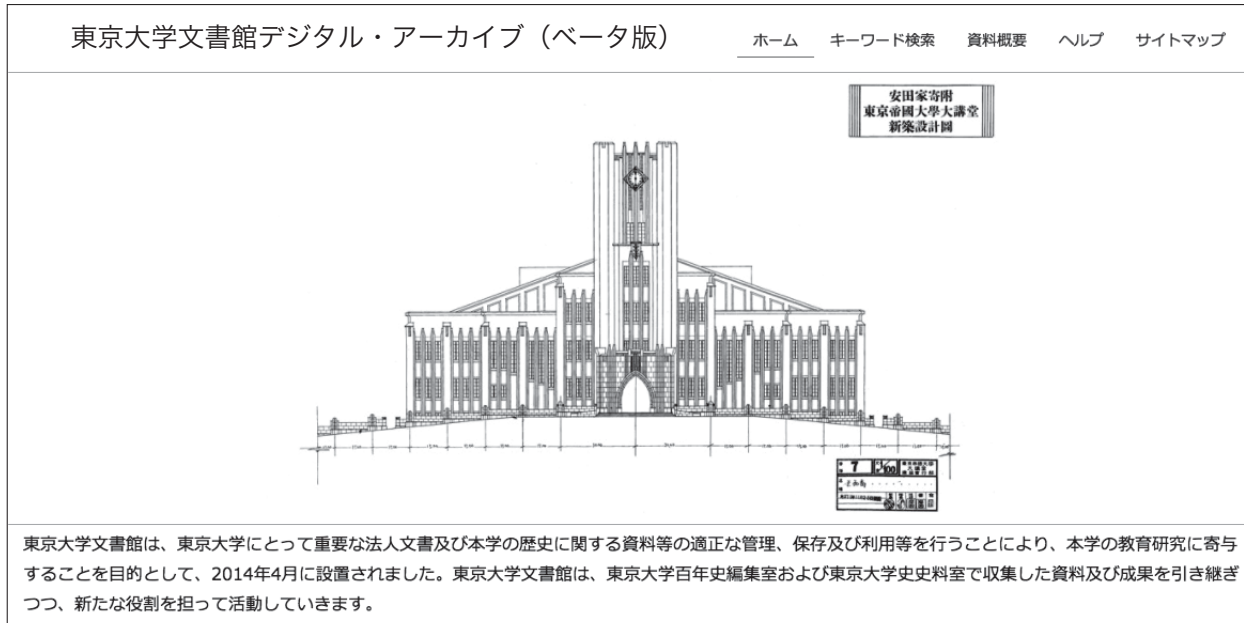 東京大学文書館デジタル・アーカイブ（ベータ版）
ホーム キーワード検索 資料概要 ヘルプ サイトマップ
安田家寄附
東京帝國大學大講堂
新築設計圖
7
1/100
東京大学文書館は、東京大学にとって重要な法人文書及び本学の歴史に関する資料等の適正な管理、保存及び利用等を行うことにより、本学の教育研究に寄与
することを目的として、2014年4月に設置されました。東京大学文書館は、東京大学百年史編集室および東京大学史史料室で収集した資料及び成果を引き継ぎ
つつ、新たな役割を担って活動していきます。